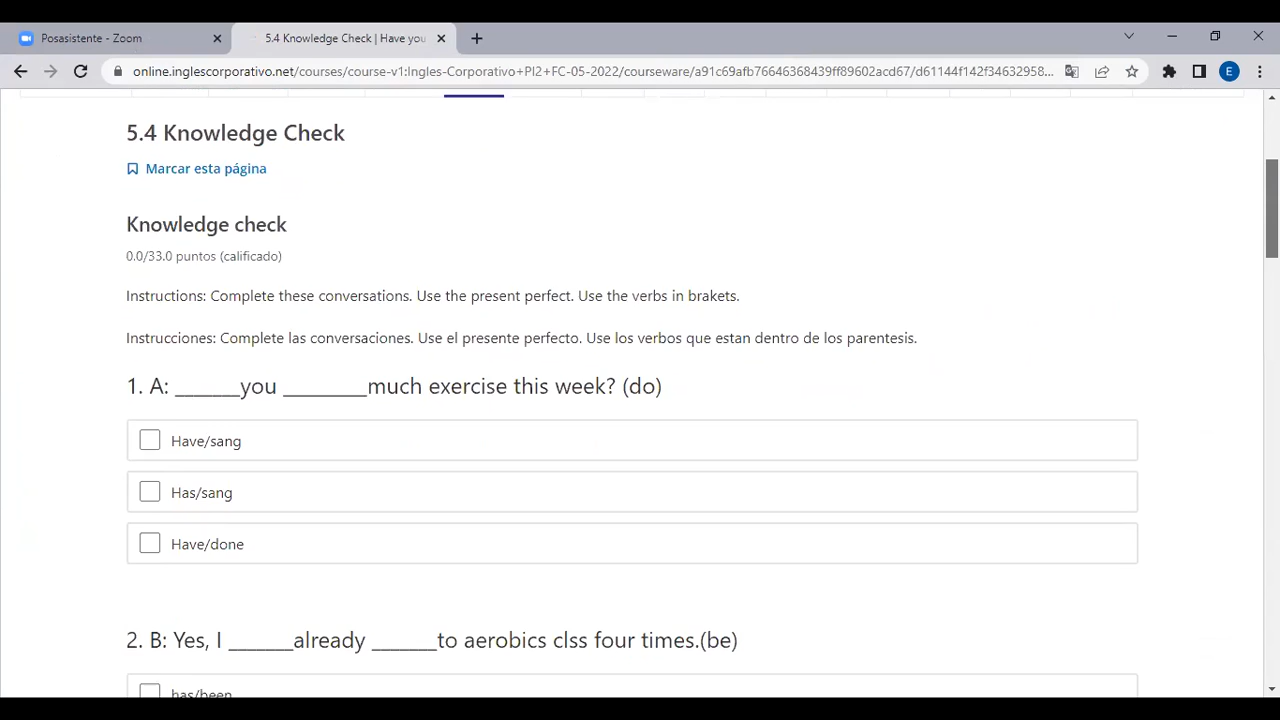 Posasistente - Zoom
5.4 Knowledge Check | Have you
online.inglescorporativo.net/courses/course-v1:Ingles-Corporativo+PI2+FC-05-2022/courseware/a91c69afb76646368439ff89602acd67/d61144f142f34632958...
E
5.4 Knowledge Check
Marcar esta página
Knowledge check
0.0/33.0 puntos (calificado)
Instructions: Complete these conversations. Use the present perfect. Use the verbs in brakets.
Instrucciones: Complete las conversaciones. Use el presente perfecto. Use los verbos que estan dentro de los parentesis.
1. A: _______you _________much exercise this week? (do)
Have/sang
Has/sang
Have/done
2. B: Yes, I _______already _______to aerobics clss four times.(be)
has/been